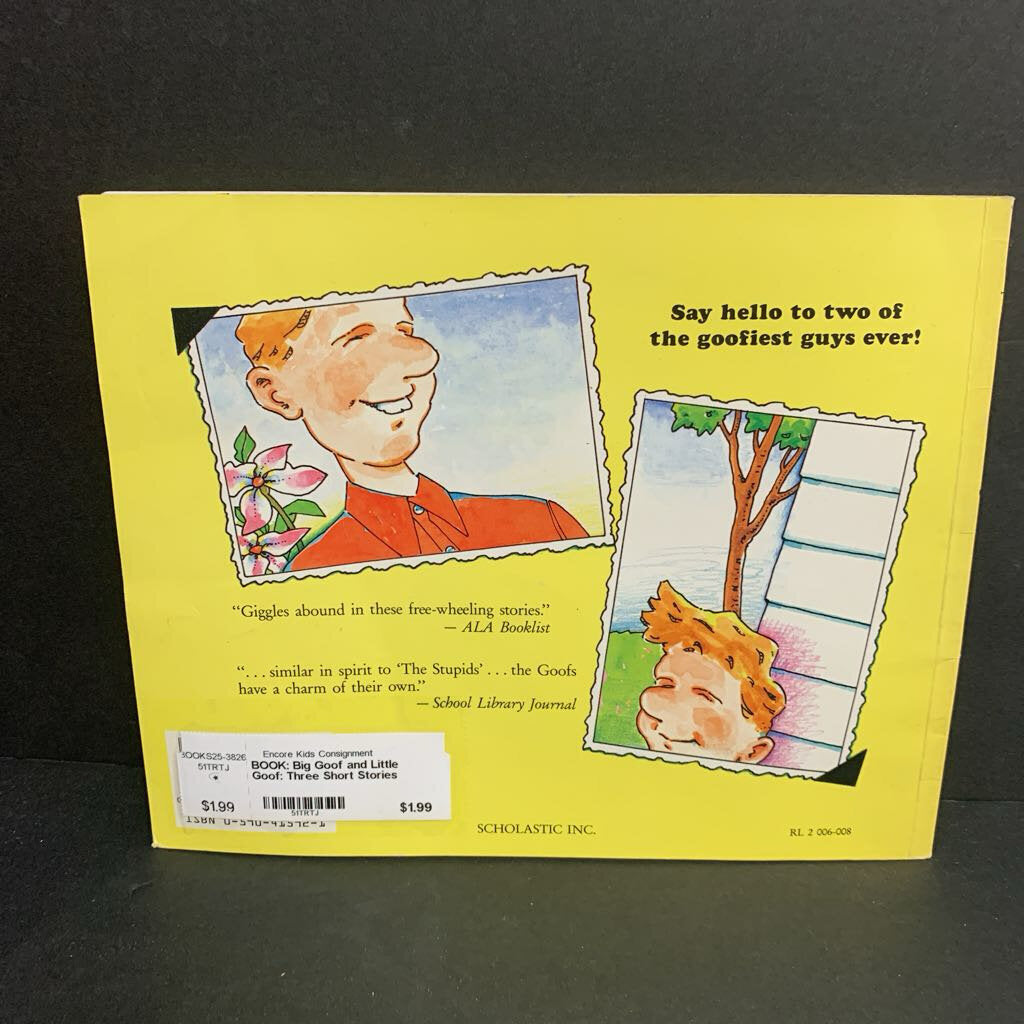 Say hello to two of
the goofiest guys ever!
“Giggles abound in these free-wheeling stories.”
— ALA Booklist
“. . . similar in spirit to ‘The Stupids’ . . . the Goofs
have a charm of their own.”
— School Library Journal
BOOKS25-3826
51TRTJ
$1.99
Encore Kids Consignment
BOOK: Big Goof and Little
Goof: Three Short Stories
51TRTJ
$1.99
ISBN
SCHOLASTIC INC.
RL 2 006-008